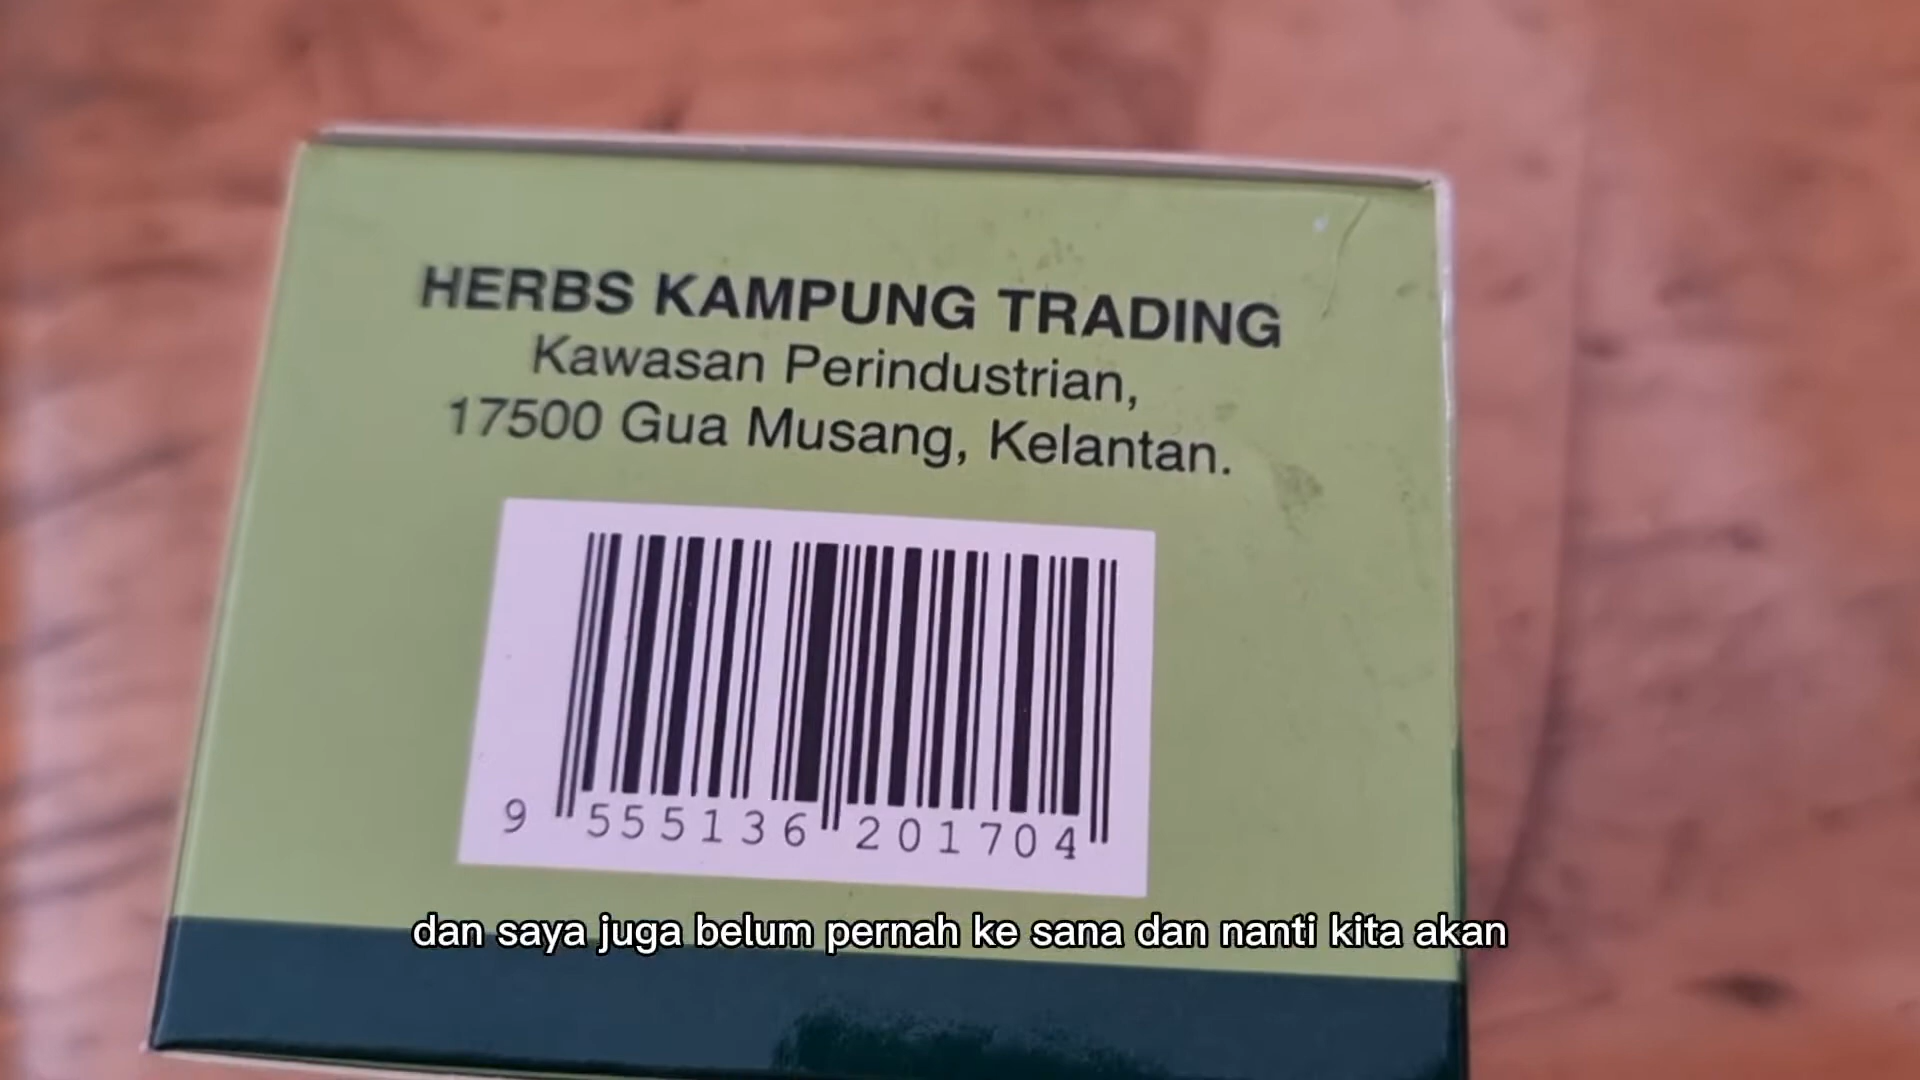 HERBS KAMPUNG TRADING
Kawasan Perindustrian,
17500 Gua Musang, Kelantan.
9 555136 201704
dan saya juga belum pernah ke sana dan nanti kita akan